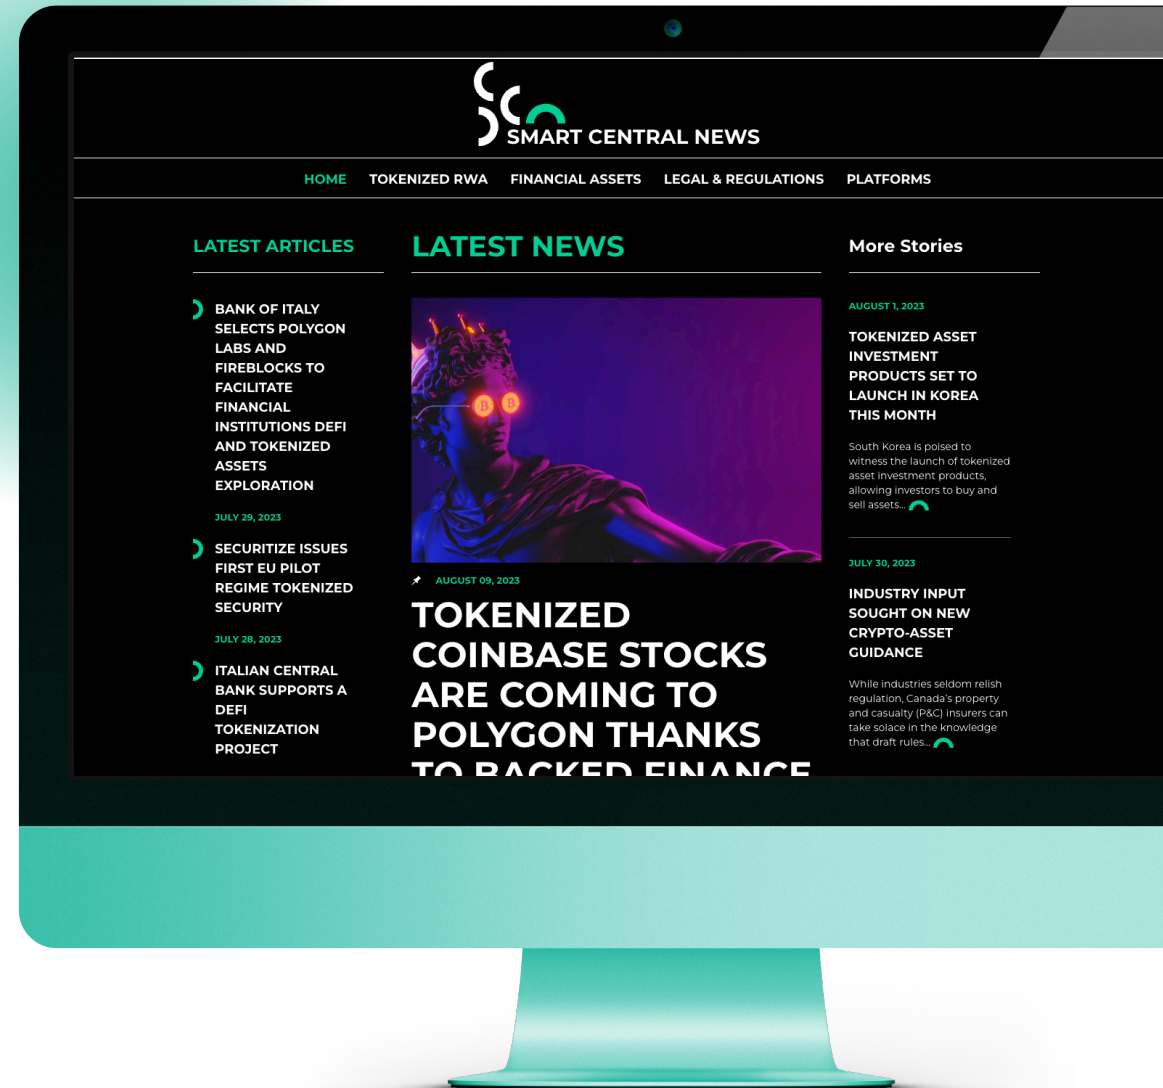 SMART CENTRAL NEWS
HOME TOKENIZED RWA FINANCIAL ASSETS LEGAL & REGULATIONS PLATFORMS
LATEST ARTICLES
BANK OF ITALY
SELECTS POLYGON
LABS AND
FIREBLOCKS TO
FACILITATE
FINANCIAL
INSTITUTIONS DEFI
AND TOKENIZED
ASSETS
EXPLORATION
JULY 29, 2023
SECURITIZE ISSUES
FIRST EU PILOT
REGIME TOKENIZED
SECURITY
JULY 28, 2023
ITALIAN CENTRAL
BANK SUPPORTS A
DEFI
TOKENIZATION
PROJECT
LATEST NEWS
AUGUST 09, 2023
TOKENIZED
COINBASE STOCKS
ARE COMING TO
POLYGON THANKS
TO BACKED FINANCE
More Stories
AUGUST 1, 2023
TOKENIZED ASSET
INVESTMENT
PRODUCTS SET TO
LAUNCH IN KOREA
THIS MONTH
South Korea is poised to
witness the launch of tokenized
asset investment products,
allowing investors to buy and
sell assets...
JULY 30, 2023
INDUSTRY INPUT
SOUGHT ON NEW
CRYPTO-ASSET
GUIDANCE
While industries seldom relish
regulation, Canada's property
and casualty (P&C) insurers can
take solace in the knowledge
that draft rules...